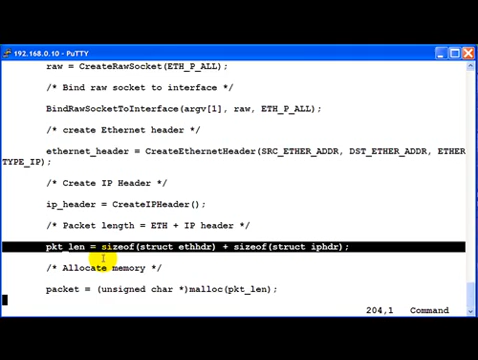 192.168.0.10 - PuTTY
raw = CreateRawSocket(ETH_P_ALL);
/* Bind raw socket to interface */
BindRawSocketToInterface(argv[1], raw, ETH_P_ALL);
/* create Ethernet header */
ethernet_header = CreateEthernetHeader(SRC_ETHER_ADDR, DST_ETHER_ADDR, ETHER
TYPE_IP);
/* Create IP Header */
ip_header = CreateIPHeader();
/* Packet length = ETH + IP header */
pkt_len = sizeof(struct ethhdr) + sizeof(struct iphdr);
/* Allocate memory */
packet = (unsigned char *)malloc(pkt_len);
204,1 Command